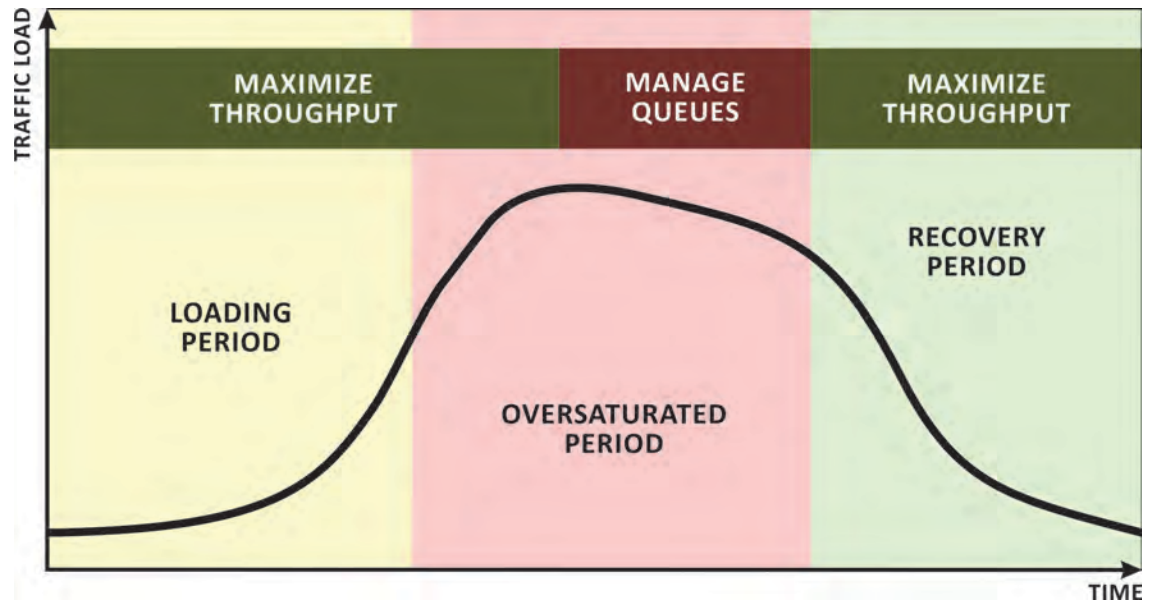 TRAFFIC LOAD
MAXIMIZE
THROUGHPUT
MANAGE
QUEUES
MAXIMIZE
THROUGHPUT
LOADING
PERIOD
OVERSATURATED
PERIOD
RECOVERY
PERIOD
TIME